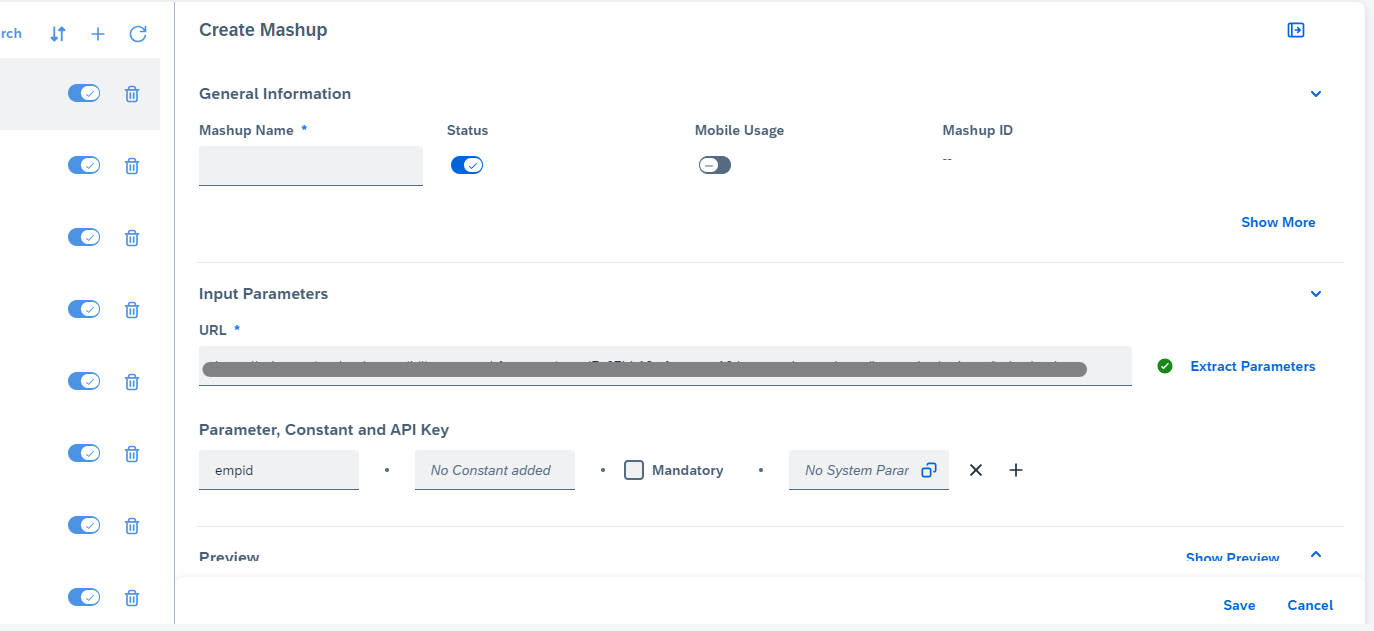 rch
Create Mashup
General Information
Mashup Name *
Status
Mobile Usage
Mashup ID
--
Show More
Input Parameters
URL *
Extract Parameters
Parameter, Constant and API Key
empid
No Constant added
Mandatory
No System Parar
Preview
Show Preview
Save
Cancel